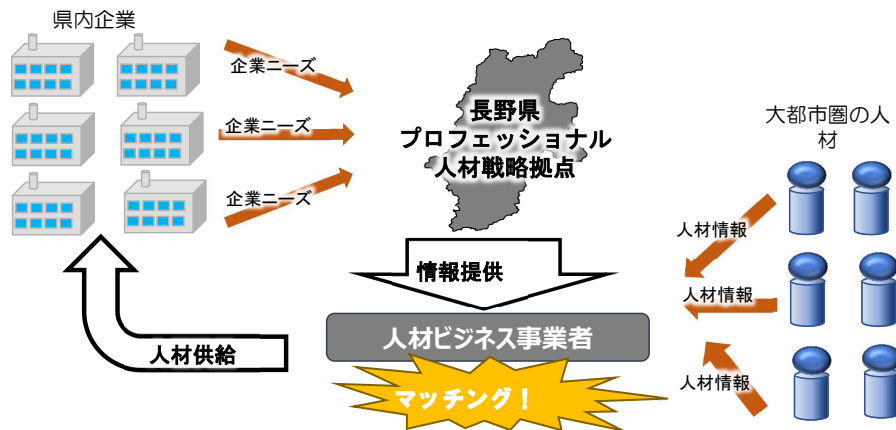 県内企業
企業ニーズ
企業ニーズ
企業ニーズ
長野県
プロフェッショナル
人材戦略拠点
大都市圏の人
材
人材情報
人材情報
人材情報
情報提供
人材ビジネス事業者
マッチング！
人材供給